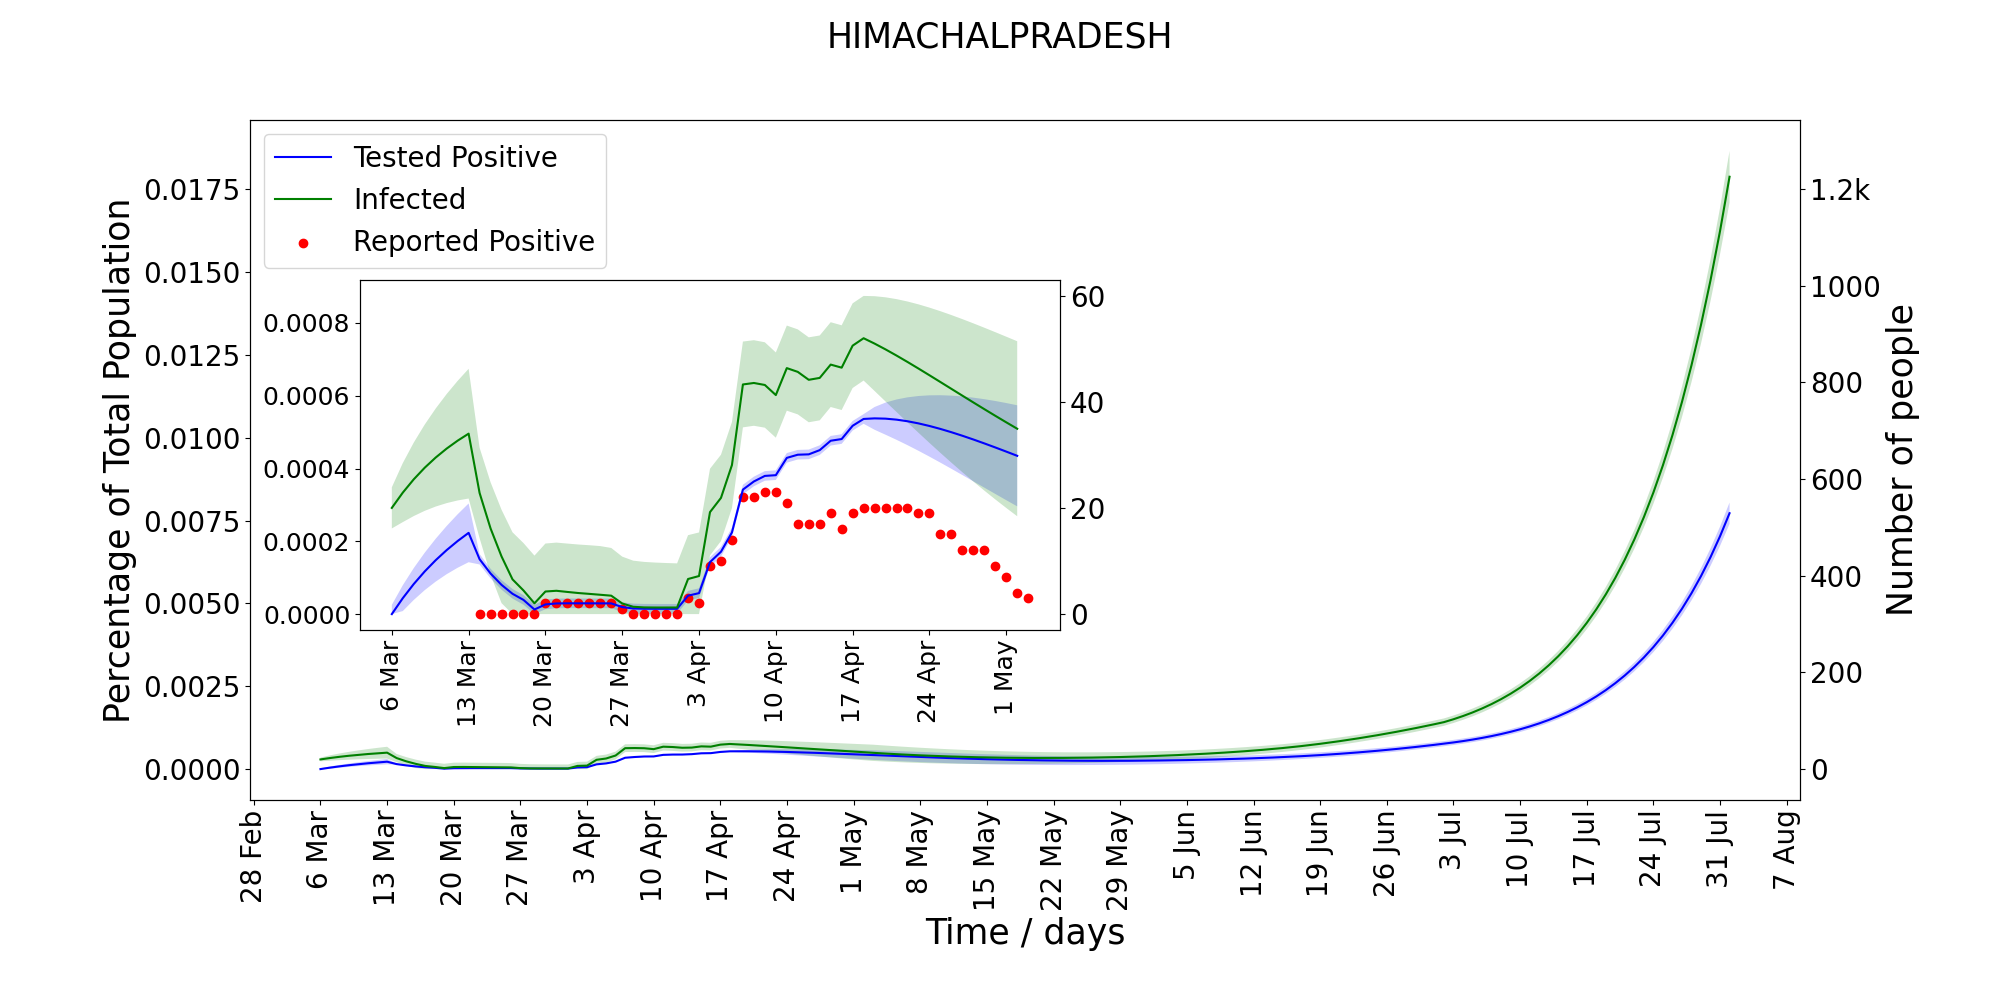 HIMACHALPRADESH
Tested Positive
Infected
Reported Positive
Percentage of Total Population
0.0175
0.0150
0.0125
0.0100
0.0075
0.0050
0.0025
0.0000
1.2k
1000
800
600
400
200
0
Number of people
0.0008
0.0006
0.0004
0.0002
0.0000
60
40
20
0
6 Mar
13 Mar
20 Mar
27 Mar
3 Apr
10 Apr
17 Apr
24 Apr
1 May
28 Feb
6 Mar
13 Mar
20 Mar
27 Mar
3 Apr
10 Apr
17 Apr
24 Apr
1 May
8 May
15 May
22 May
29 May
5 Jun
12 Jun
19 Jun
26 Jun
3 Jul
10 Jul
17 Jul
24 Jul
31 Jul
7 Aug
Time / days